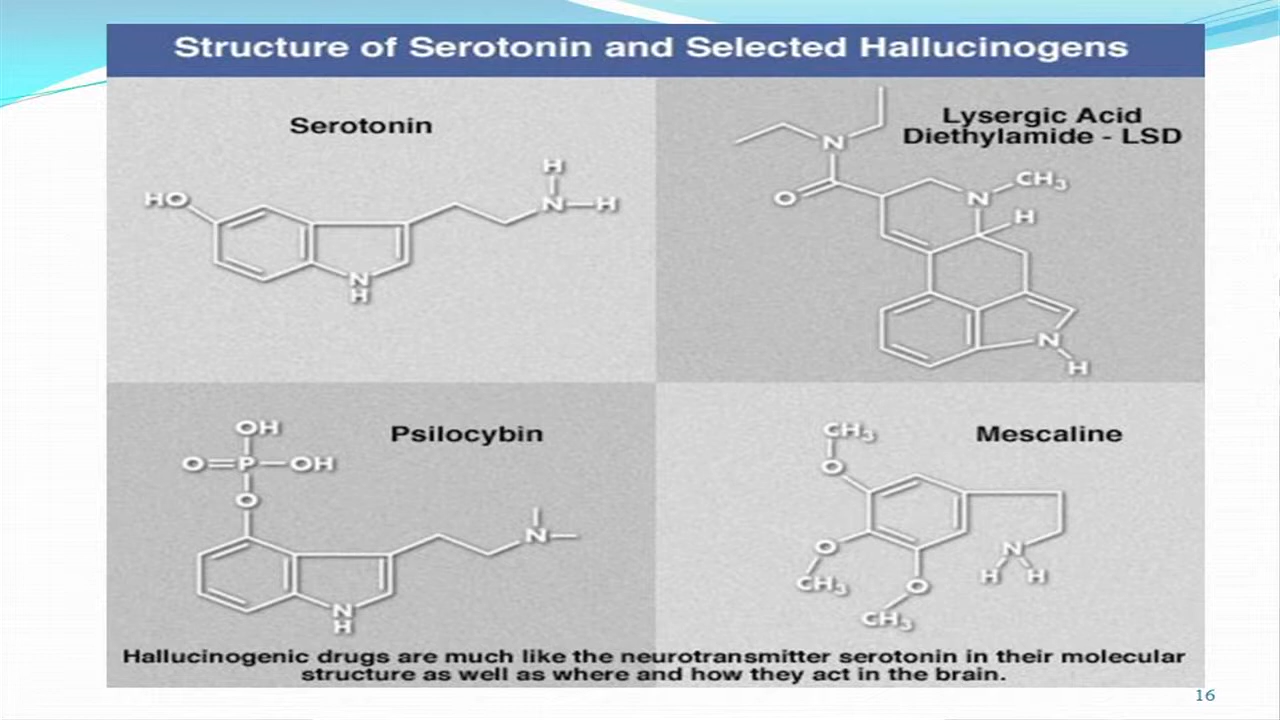 Structure of Serotonin and Selected Hallucinogens
Serotonin
HO
H
N—H
N
H
Lysergic Acid
Diethylamide - LSD
N
O
N
CH3
H
N
H
Psilocybin
OH
O=P—OH
O
N
N
H
Mescaline
CH3
O
O
CH3
O
CH3
N
H H
Hallucinogenic drugs are much like the neurotransmitter serotonin in their molecular
structure as well as where and how they act in the brain.
16